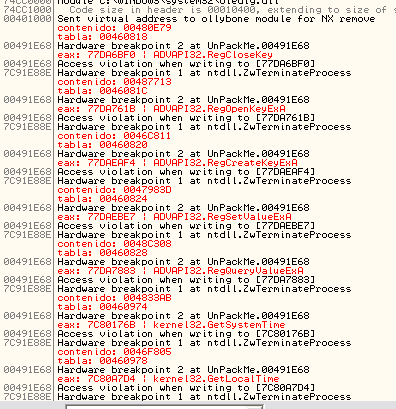 74CC1000 Module C:\WINDOWS\system32\oledlg.dll
Code size in header is 00010400, extending to size of s
00401000 Sent virtual address to ollybone module for NX remove
contenido: 00480E79
tabla: 00460818
00491E68 Hardware breakpoint 2 at UnPackMe.00491E68
eax: 77DA6BF0 | ADVAPI32.RegCloseKey
00491E68 Access violation when writing to [77DA6BF0]
7C91E88E Hardware breakpoint 1 at ntdll.ZwTerminateProcess
contenido: 00487713
tabla: 0046081C
00491E68 Hardware breakpoint 2 at UnPackMe.00491E68
eax: 77DA761B | ADVAPI32.RegOpenKeyExA
00491E68 Access violation when writing to [77DA761B]
7C91E88E Hardware breakpoint 1 at ntdll.ZwTerminateProcess
contenido: 0046C811
tabla: 00460820
00491E68 Hardware breakpoint 2 at UnPackMe.00491E68
eax: 77DAEAF4 | ADVAPI32.RegCreateKeyExA
00491E68 Access violation when writing to [77DAEAF4]
7C91E88E Hardware breakpoint 1 at ntdll.ZwTerminateProcess
contenido: 0047983D
tabla: 00460824
00491E68 Hardware breakpoint 2 at UnPackMe.00491E68
eax: 77DAEBE7 | ADVAPI32.RegSetValueExA
00491E68 Access violation when writing to [77DAEBE7]
7C91E88E Hardware breakpoint 1 at ntdll.ZwTerminateProcess
contenido: 0048C308
tabla: 00460828
00491E68 Hardware breakpoint 2 at UnPackMe.00491E68
eax: 77DA7883 | ADVAPI32.RegQueryValueExA
00491E68 Access violation when writing to [77DA7883]
7C91E88E Hardware breakpoint 1 at ntdll.ZwTerminateProcess
contenido: 004833AB
tabla: 00460974
00491E68 Hardware breakpoint 2 at UnPackMe.00491E68
eax: 7C80176B | kernel32.GetSystemTime
00491E68 Access violation when writing to [7C80176B]
7C91E88E Hardware breakpoint 1 at ntdll.ZwTerminateProcess
contenido: 0046F805
tabla: 00460978
00491E68 Hardware breakpoint 2 at UnPackMe.00491E68
eax: 7C80A7D4 | kernel32.GetLocalTime
00491E68 Access violation when writing to [7C80A7D4]
7C91E88E Hardware breakpoint 1 at ntdll.ZwTerminateProcess